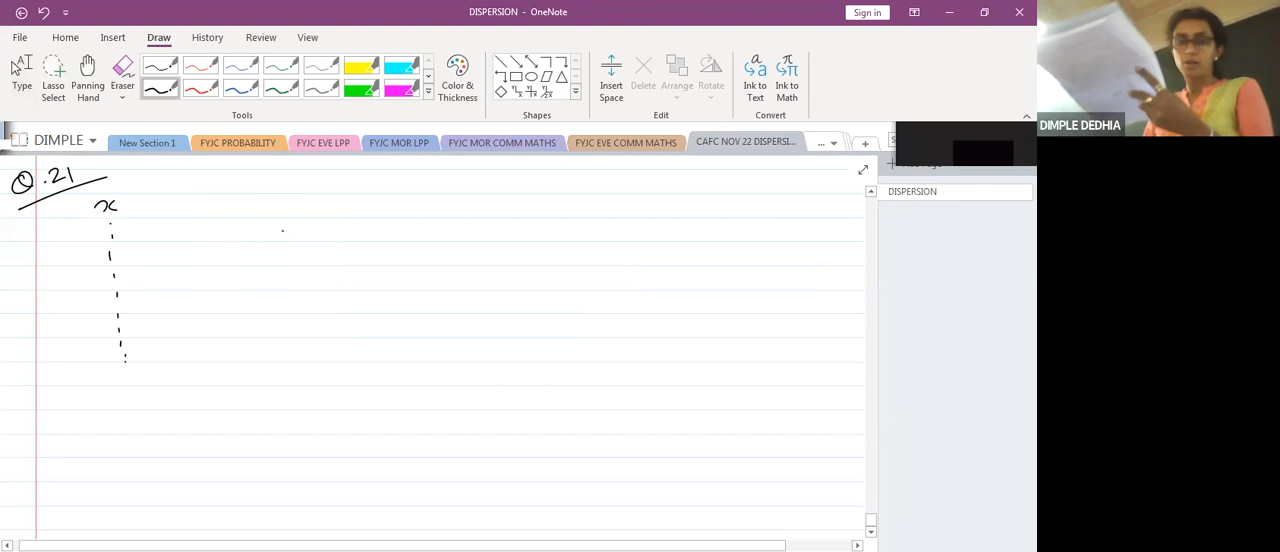 DISPERSION - OneNote
Sign in
File Home Insert Draw History Review View
Type
Lasso Select
Panning Hand
Eraser
Color & Thickness
Insert Space
Delete
Arrange
Rotate
Ink to Text
Ink to Math
Tools
Shapes
Edit
Convert
DIMPLE
New Section 1
FYJC PROBABILITY
FYJC EVE LPP
FYJC MOR LPP
FYJC MOR COMM MATHS
FYJC EVE COMM MATHS
CAFC NOV 22 DISPERSI...
DIMPLE DEDHIA
Q.21
x
DISPERSION